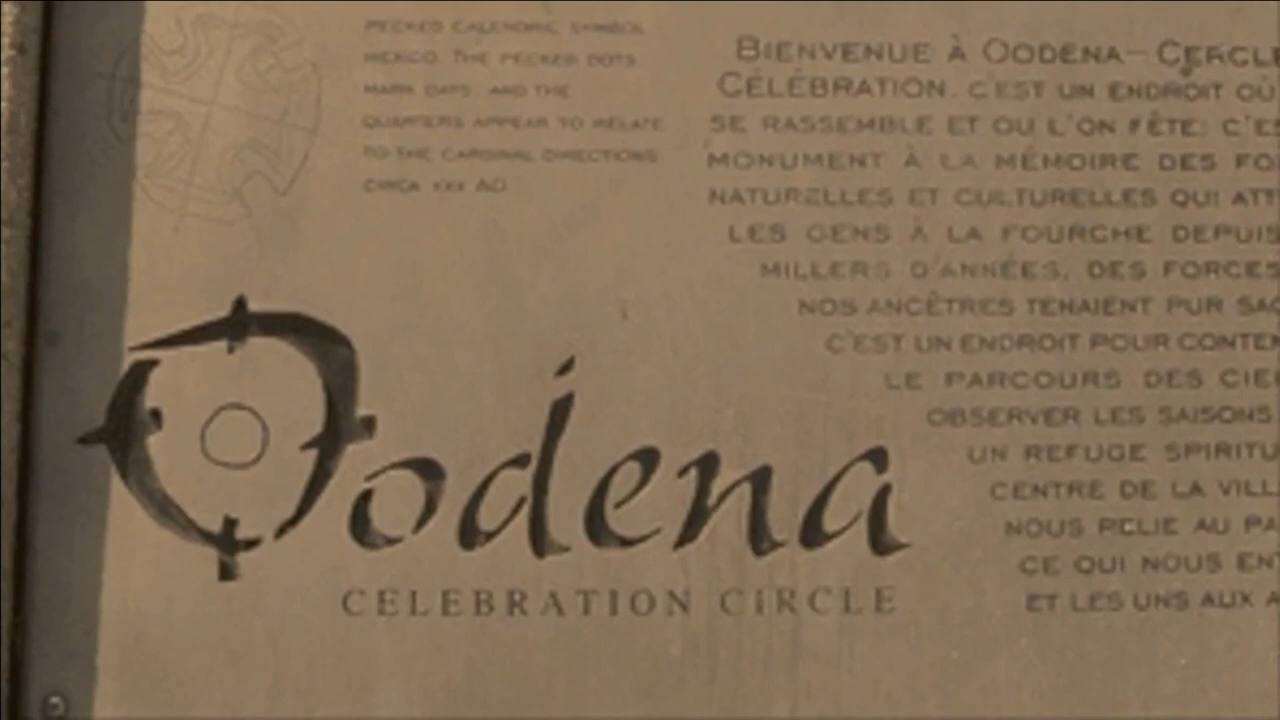 PECKED CALENDRIC SYMBOL
MEXICO. THE PECKED DOTS
MARK DAYS AND THE
QUARTERS APPEAR TO RELATE
TO THE CARDINAL DIRECTIONS
CIRCA XXX AD
Oodena
CELEBRATION CIRCLE
BIENVENUE À OODENA—CERCLE
CÉLÉBRATION. C'EST UN ENDROIT OÙ
SE RASSEMBLE ET OU L'ON FÊTE: C'ES
MONUMENT À LA MÉMOIRE DES FO
NATURELLES ET CULTURELLES QUI ATT
LES GENS À LA FOURCHE DEPUIS
MILLERS D'ANNÉES, DES FORCES
NOS ANCÊTRES TENAIENT PUR SAC
C'EST UN ENDROIT POUR CONTEM
LE PARCOURS DES CIE
OBSERVER LES SAISONS.
UN REFUGE SPIRITU
CENTRE DE LA VILL
NOUS RELIE AU PA
CE QUI NOUS EN
ET LES UNS AUX A